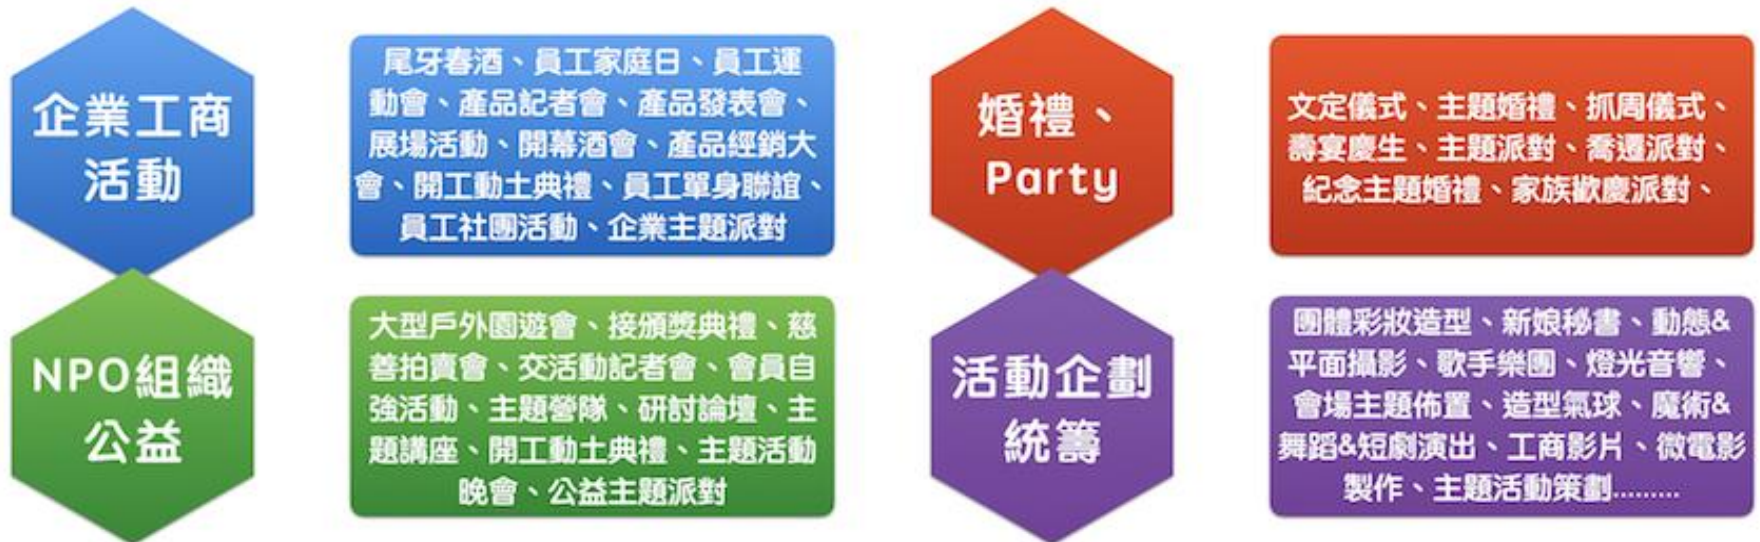 企業工商
活動
尾牙春酒、員工家庭日、員工運
動會、產品記者會、產品發表會、
展場活動、開幕酒會、產品經銷大
會、開工動土典禮、員工單身聯誼、
員工社團活動、企業主題派對
婚禮、
Party
文定儀式、主題婚禮、抓周儀式、
壽宴慶生、主題派對、喬遷派對、
紀念主題婚禮、家族歡慶派對、
NPO組織
公益
大型戶外園遊會、接頒獎典禮、慈
善拍賣會、交活動記者會、會員自
強活動、主題營隊、研討論壇、主
題講座、開工動土典禮、主題活動
晚會、公益主題派對
活動企劃
統籌
團體彩妝造型、新娘秘書、動態&
平面攝影、歌手樂團、燈光音響、
會場主題佈置、造型氣球、魔術&
舞蹈&短劇演出、工商影片、微電影
製作、主題活動策劃.........